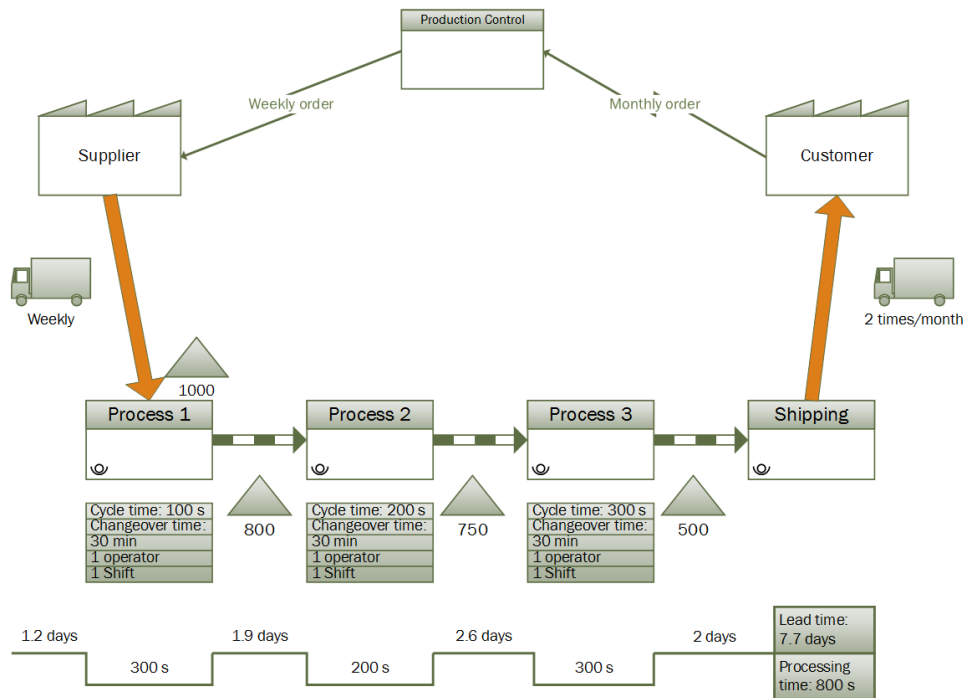 Production Control
Weekly order
Monthly order
Supplier
Customer
Weekly
2 times/month
1000
Process 1
Process 2
Process 3
Shipping
Cycle time: 100 s
Changeover time:
30 min
1 operator
1 Shift
800
Cycle time: 200 s
Changeover time:
30 min
1 operator
1 Shift
750
Cycle time: 300 s
Changeover time:
30 min
1 operator
1 Shift
500
1.2 days
300 s
1.9 days
200 s
2.6 days
300 s
2 days
Lead time:
7.7 days
Processing
time: 800 s